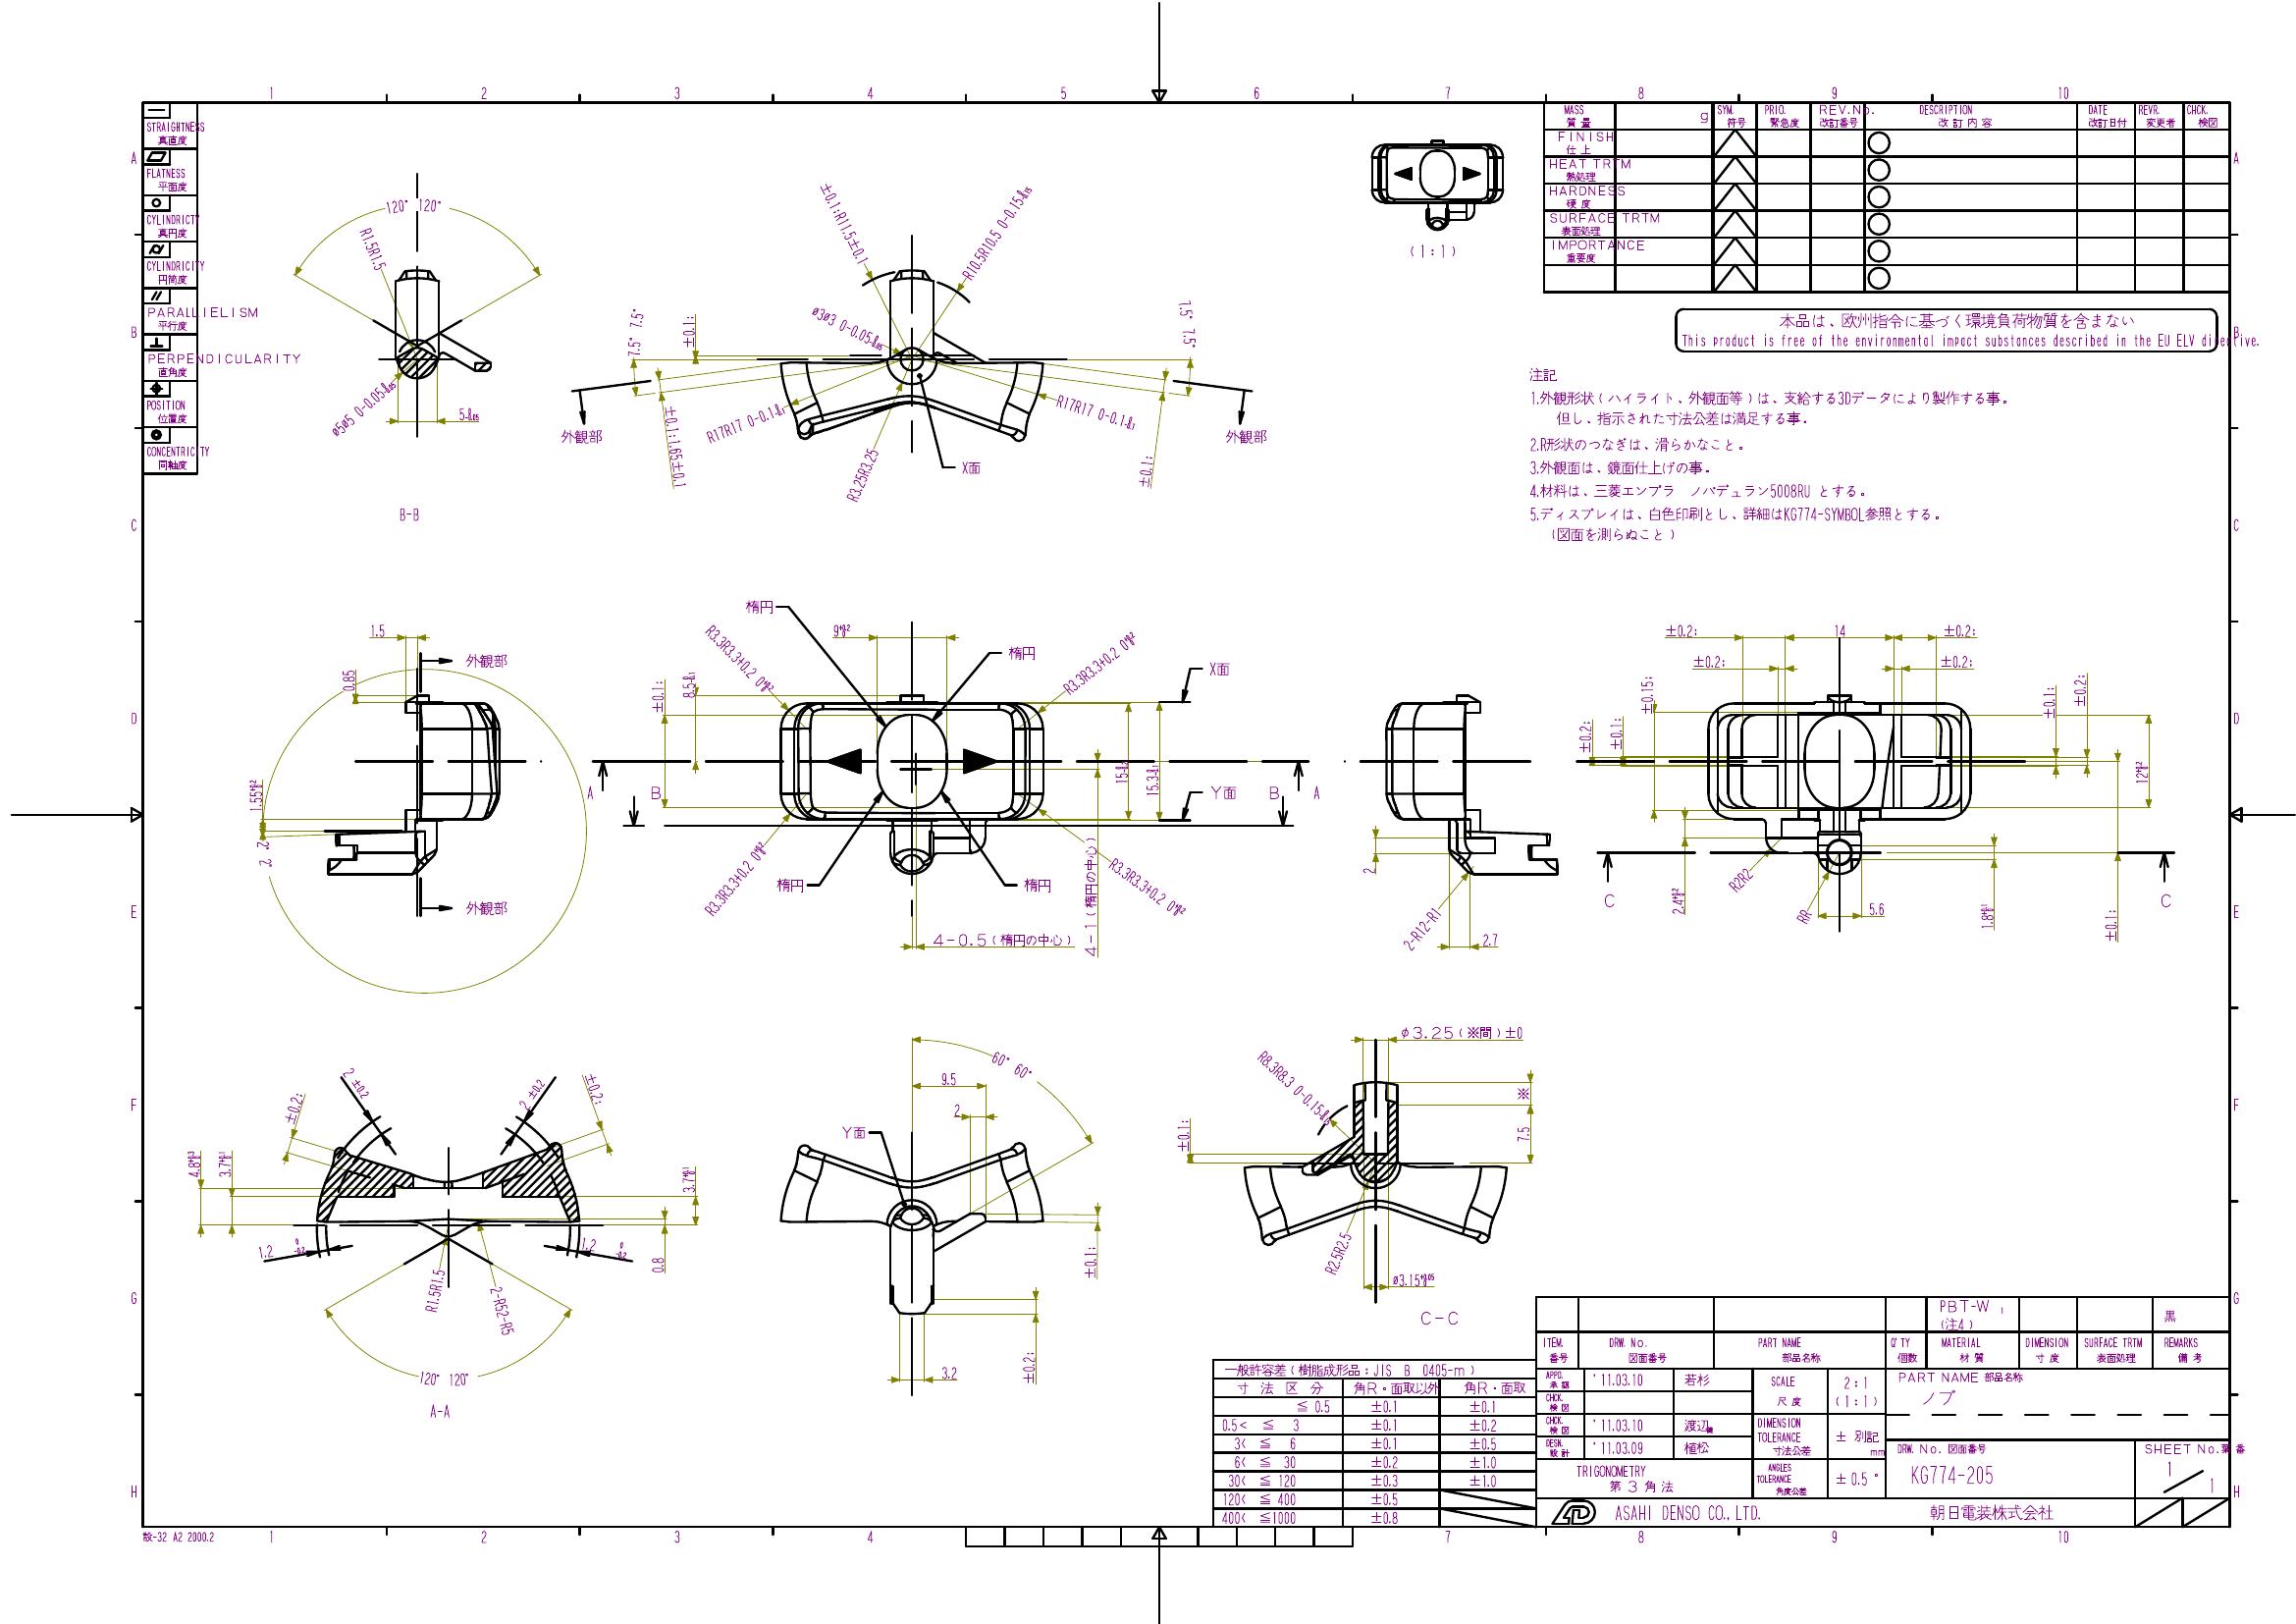 1 2 3 4 5 6 7 8 9 10
A B C D E F G H
STRAIGHTNESS
真直度
FLATNESS
平面度
CYLINDRICTY
真円度
CYLINDRICITY
円筒度
PARALLIELISM
平行度
PERPENDICULARITY
直角度
POSITION
位置度
CONCENTRICITY
同軸度
MASS
質量
g
SYM.
符号
PRIO.
緊急度
REV.No.
改訂番号
DESCRIPTION
改訂内容
DATE
改訂日付
REVR.
変更者
CHCK.
検図
FINISH
仕上
HEAT TRTM
熱処理
HARDNESS
硬度
SURFACE TRTM
表面処理
IMPORTANCE
重要度
本品は、欧州指令に基づく環境負荷物質を含まない
This product is free of the environmental impact substances described in the EU ELV directive.
注記
1.外観形状(ハイライト、外観面等)は、支給する3Dデータにより製作する事。
但し、指示された寸法公差は満足する事。
2.R形状のつなぎは、滑らかなこと。
3.外観面は、鏡面仕上げの事。
4.材料は、三菱エンプラ ノバデュラン5008RU とする。
5.ディスプレイは、白色印刷とし、詳細はKG774-SYMBOL参照とする。
(図面を測らぬこと)
(1:1)
120° 120°
R1.5R1.5
ø5ø5 0-0.05
5
B-B
±0.1:R11.5±0.1
R10.5R10.5 0-0.15
ø3ø3 0-0.05
7.5° 7.5°
±0.1:
7.5° 7.5°
外観部
R17R17 0-0.1
R17R17 0-0.1
±0.1:1.65±0.1
R3.25R3.25
X面
±0.1:
外観部
1.5
外観部
0.85
1.55
2° 2°
外観部
楕円
楕円
R3.3R3.3+0.2 0
R3.3R3.3+0.2 0
9
±0.1:
8.5
X面
15
15.3
Y面
A B B A
R3.3R3.3+0.2 0
R3.3R3.3+0.2 0
楕円
楕円
4-0.5(楕円の中心)
4-1(楕円の中心)
2
2-R12-R1
2.7
±0.2: 14 ±0.2:
±0.2: ±0.2:
±0.15:
±0.2:
±0.1:
±0.1:
±0.2:
12
C C
R2R2
RR
5.6
2.4
1.8
±0.1:
2 ±0.2
2 ±0.2
±0.2:
±0.2:
4.8
3.7
3.7
1.2
1.2
0.8
R1.5R1.5
2-R52-R5
120° 120°
A-A
60° 60°
9.5
2
Y面
±0.1:
±0.2:
3.2
ø3.25(※間)±0
R8.3R8.3 0-0.15
※
7.5
±0.1:
R2.5R2.5
ø3.15
C-C
一般許容差(樹脂成形品:JIS B 0405-m)
寸法区分 角R・面取以外 角R・面取
≦ 0.5 ±0.1 ±0.1
0.5< ≦ 3 ±0.1 ±0.2
3< ≦ 6 ±0.1 ±0.5
6< ≦ 30 ±0.2 ±1.0
30< ≦ 120 ±0.3 ±1.0
120< ≦ 400 ±0.5
400< ≦1000 ±0.8
PBT-W
(注4)
黒
ITEM. DRW. No. PART NAME Q'TY MATERIAL DIMENSION SURFACE TRTM REMARKS
番号 図面番号 部品名称 個数 材質 寸度 表面処理 備考
APPD. 承認 '11.03.10 若杉
CHCK. 検図
CHCK. 検図 '11.03.10 渡辺
DESN. 設計 '11.03.09 植松
SCALE
尺度
2:1
(1:1)
DIMENSION
TOLERANCE
寸法公差
± 別記
mm
ANGLES
TOLERANCE
角度公差
±0.5°
TRIGONOMETRY
第3角法
PART NAME 部品名称
ノブ
DRW. No. 図面番号
KG774-205
SHEET No.葉番
1/1
ASAHI DENSO CO., LTD.
朝日電装株式会社
設-32 A2 2000.2
1 2 3 4 7 8 9 10